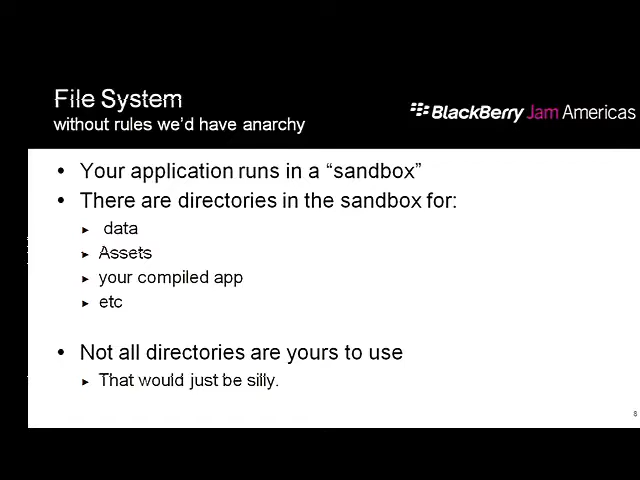 File System
without rules we'd have anarchy
BlackBerry Jam Americas
• Your application runs in a “sandbox”
• There are directories in the sandbox for:
► data
► Assets
► your compiled app
► etc
• Not all directories are yours to use
► That would just be silly.
8